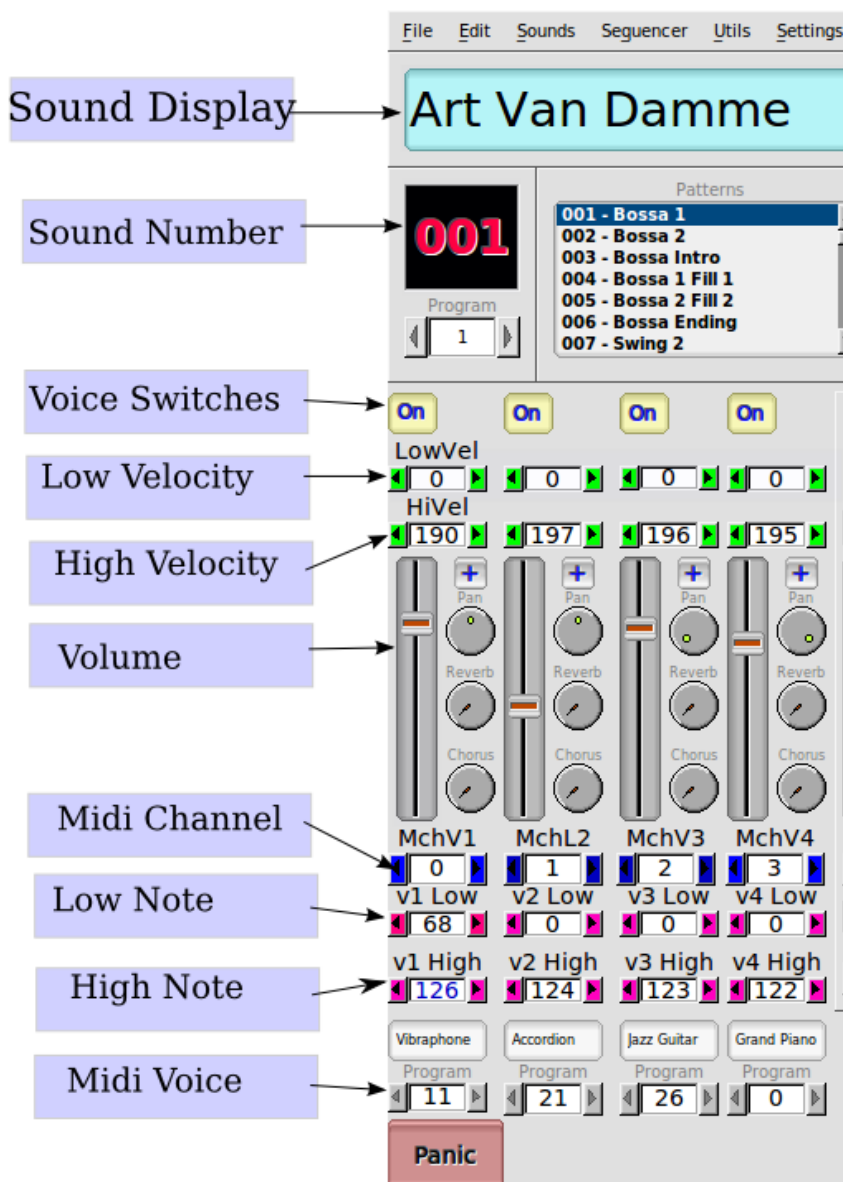 File Edit Sounds Sequencer Utils Settings
Sound Display
Art Van Damme
Sound Number
001
Patterns
001 - Bossa 1
002 - Bossa 2
003 - Bossa Intro
004 - Bossa 1 Fill 1
005 - Bossa 2 Fill 2
006 - Bossa Ending
007 - Swing 2
Program
1
Voice Switches
On On On On
LowVel
Low Velocity
0 0 0 0
HiVel
190 197 196 195
High Velocity
+ + + +
Pan Pan Pan Pan
Volume
Reverb Reverb Reverb Reverb
Chorus Chorus Chorus Chorus
Midi Channel
MchV1 MchL2 MchV3 MchV4
0 1 2 3
Low Note
v1 Low v2 Low v3 Low v4 Low
68 0 0 0
High Note
v1 High v2 High v3 High v4 High
126 124 123 122
Vibraphone Accordion Jazz Guitar Grand Piano
Midi Voice
Program Program Program Program
11 21 26 0
Panic